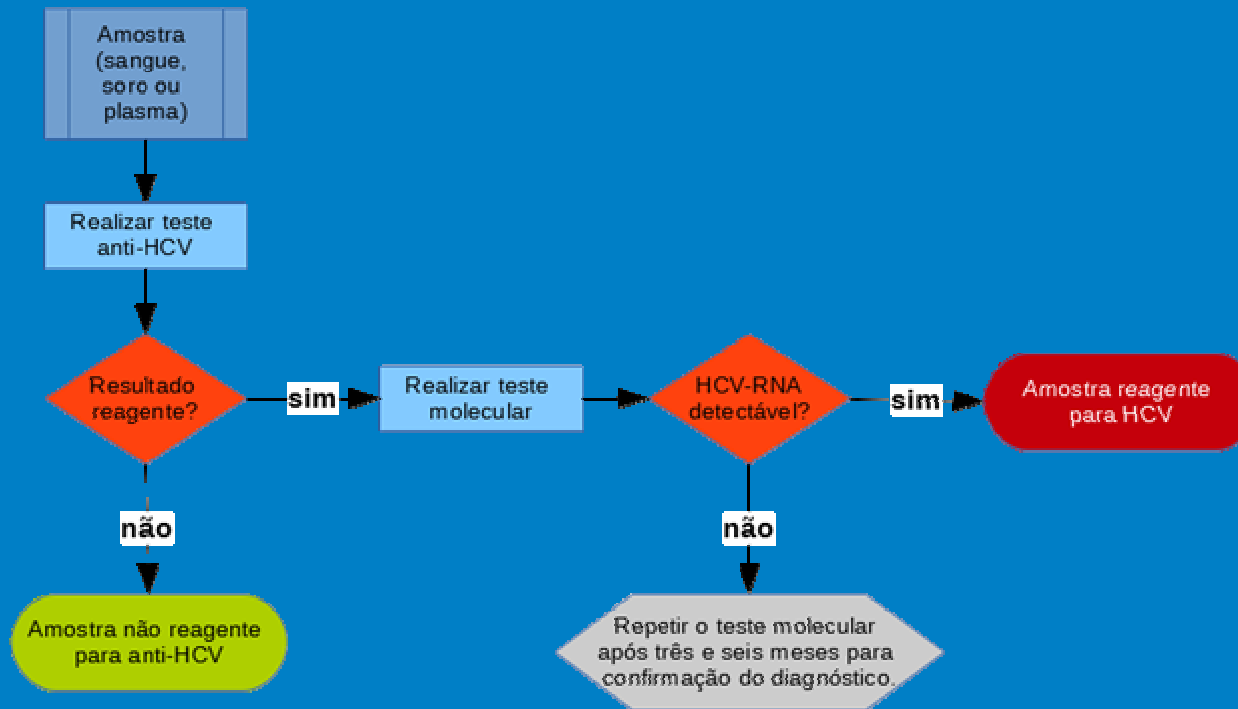 Amostra
(sangue,
soro ou
plasma)
Realizar teste
anti-HCV
Resultado
reagente?
sim
Realizar teste
molecular
HCV-RNA
detectável?
sim
Amostra reagente
para HCV
não
não
Amostra não reagente
para anti-HCV
Repetir o teste molecular
após três e seis meses para
confirmação do diagnóstico.